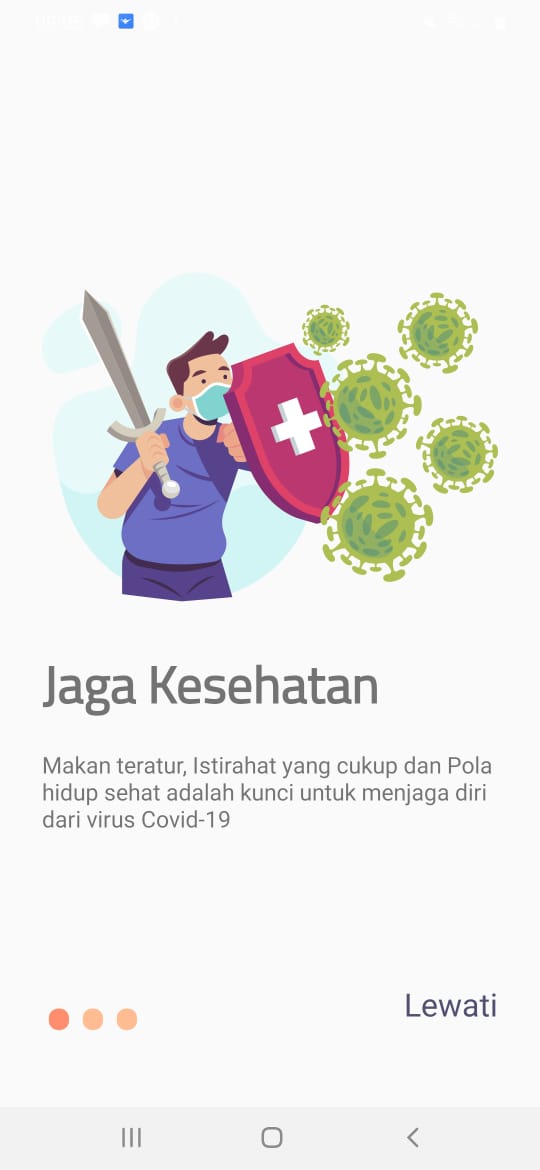 Jaga Kesehatan
Makan teratur, Istirahat yang cukup dan Pola
hidup sehat adalah kunci untuk menjaga diri
dari virus Covid-19
Lewati